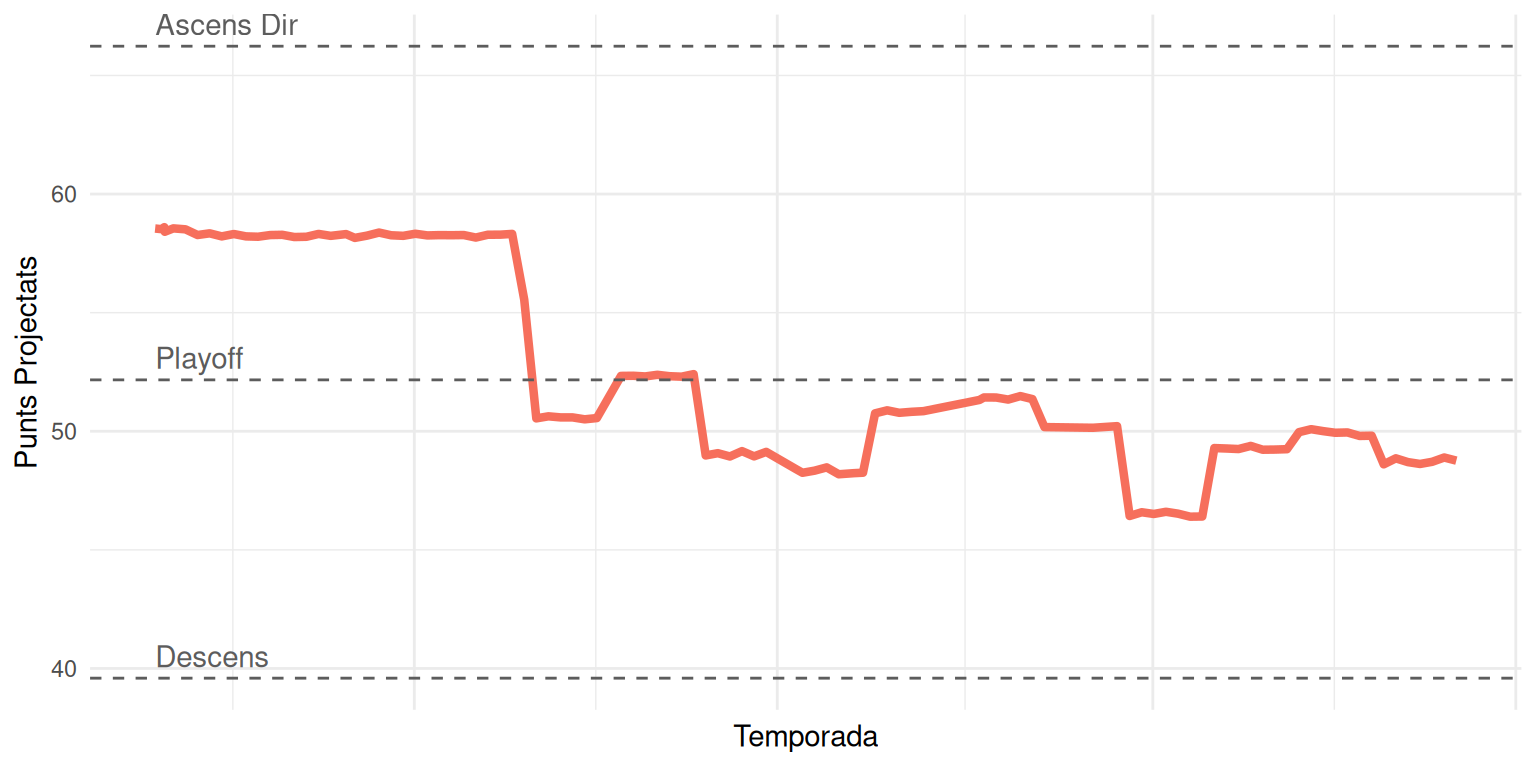 Ascens Dir
60
Playoff
50
Descens
40
Punts Projectats
Temporada